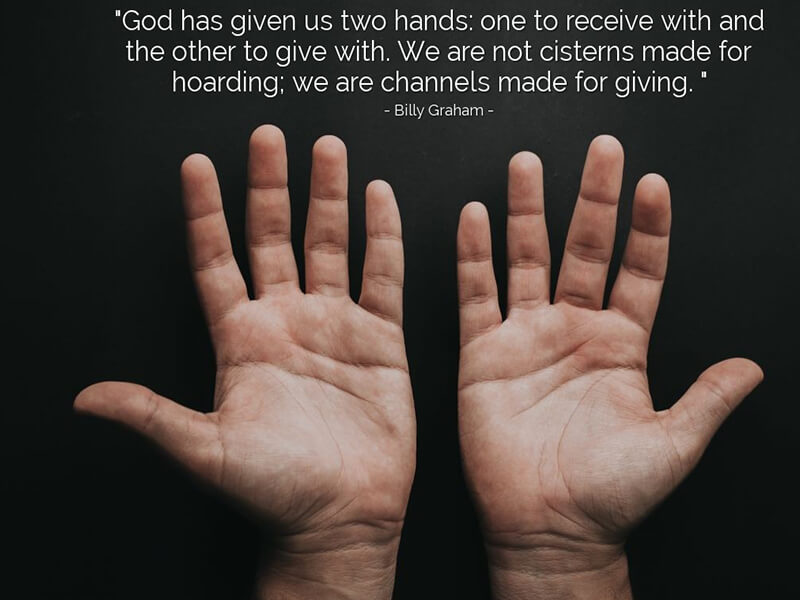 "God has given us two hands: one to receive with and
the other to give with. We are not cisterns made for
hoarding; we are channels made for giving. "
- Billy Graham -